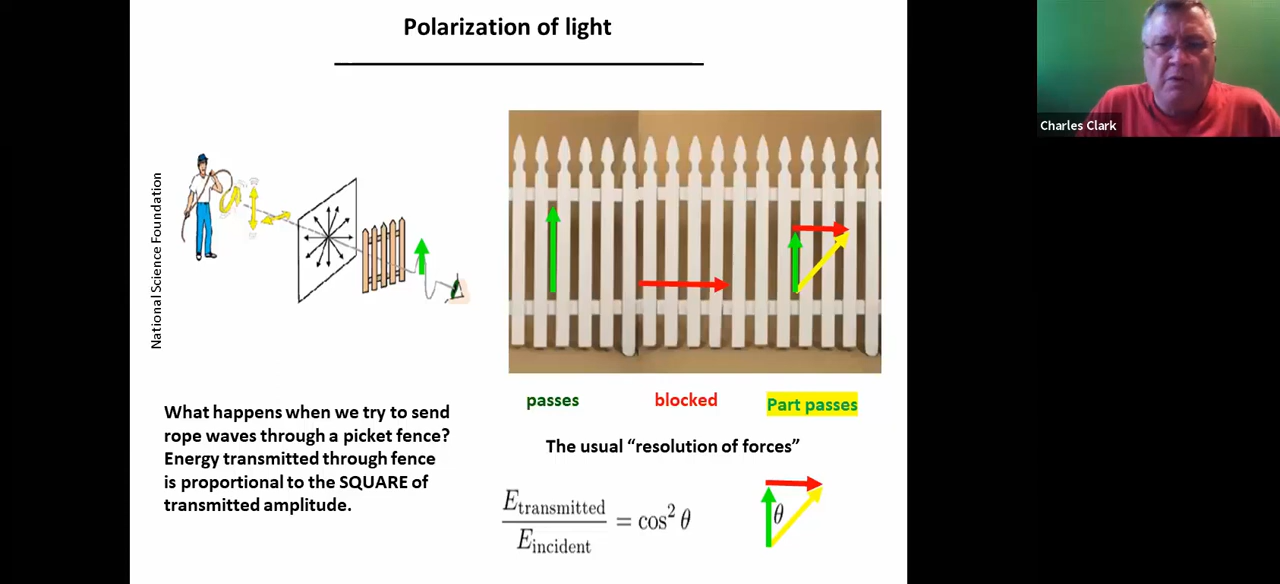 Polarization of light
Charles Clark
National Science Foundation
passes
blocked
Part passes
What happens when we try to send
rope waves through a picket fence?
Energy transmitted through fence
is proportional to the SQUARE of
transmitted amplitude.
The usual “resolution of forces”
E_transmitted / E_incident = cos² θ
θ